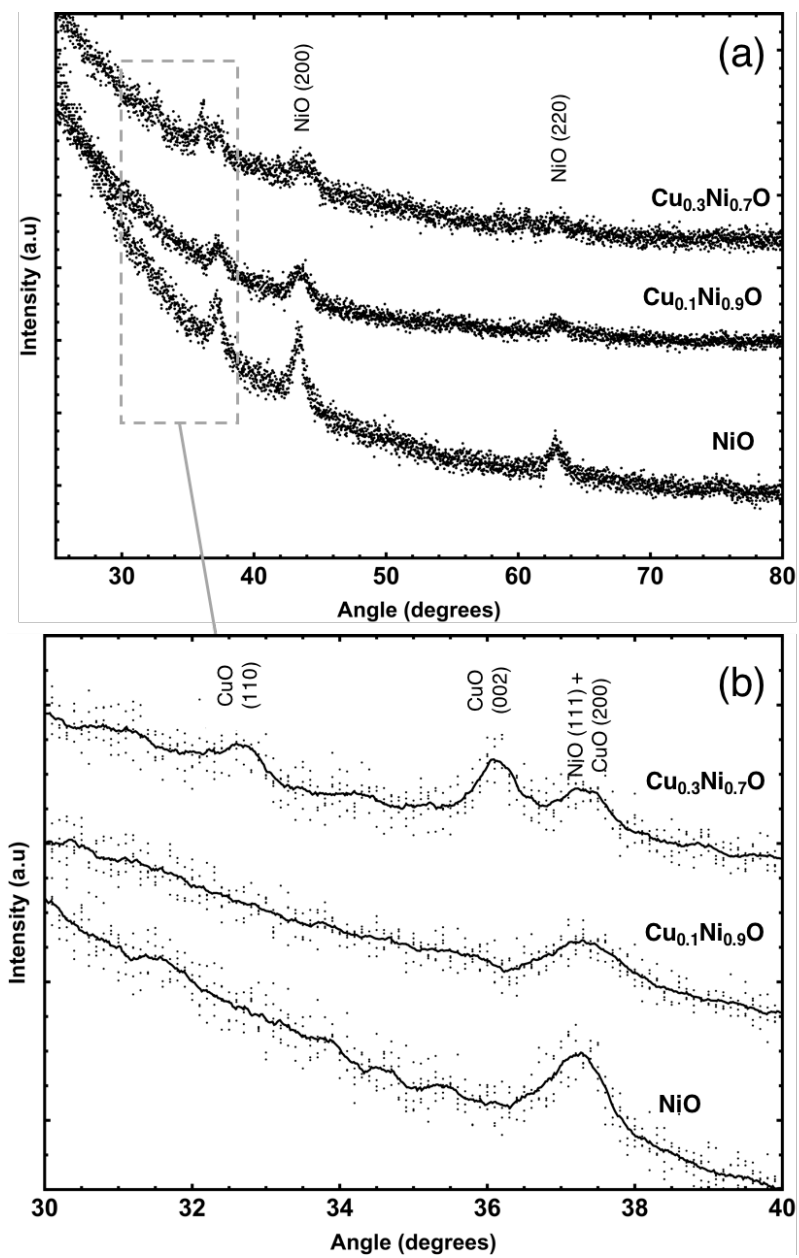 (a)
NiO (200)
NiO (220)
Cu₀.₃Ni₀.₇O
Cu₀.₁Ni₀.₉O
NiO
Intensity (a.u)
30 40 50 60 70 80
Angle (degrees)
(b)
CuO
(110)
CuO
(002)
NiO (111) +
CuO (200)
Cu₀.₃Ni₀.₇O
Cu₀.₁Ni₀.₉O
NiO
Intensity (a.u)
30 32 34 36 38 40
Angle (degrees)